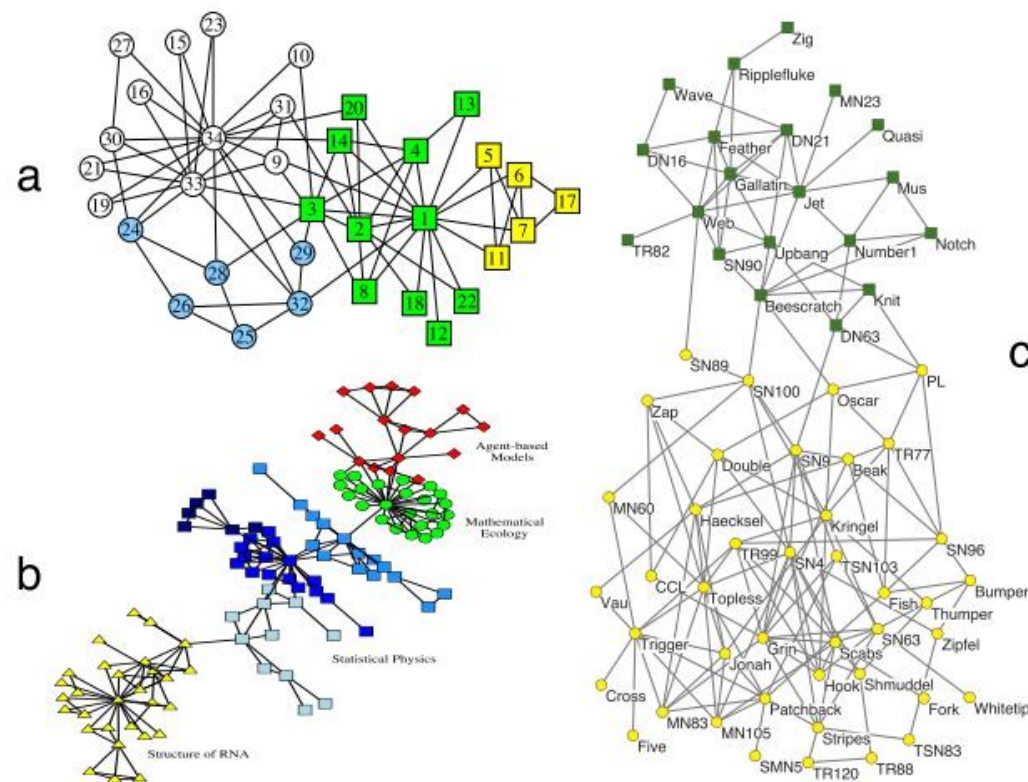 a
23
27
15
10
16
31
20
13
30
34
14
4
5
21
9
6
33
17
19
3
1
7
2
24
11
29
28
8
18
22
26
32
12
25
b
Agent-based
Models
Mathematical
Ecology
Statistical Physics
Structure of RNA
c
Zig
Ripplefluke
Wave
MN23
DN21
Quasi
Feather
DN16
Gallatin
Mus
Jet
Web
TR82
Upbang
Number1
Notch
SN90
Beescratch
Knit
DN63
SN89
PL
SN100
Oscar
Zap
TR77
Double
SN9
Beak
MN60
Haecksel
Kringel
TR99
SN4
TSN103
SN96
Vau
CCL
Topless
Fish
Bumper
Thumper
Trigger
Grin
Scabs
SN63
Zipfel
Jonah
Cross
Hook
Shmuddel
MN83
Patchback
Fork
Whitetip
Five
MN105
Stripes
TSN83
SMN5
TR120
TR88